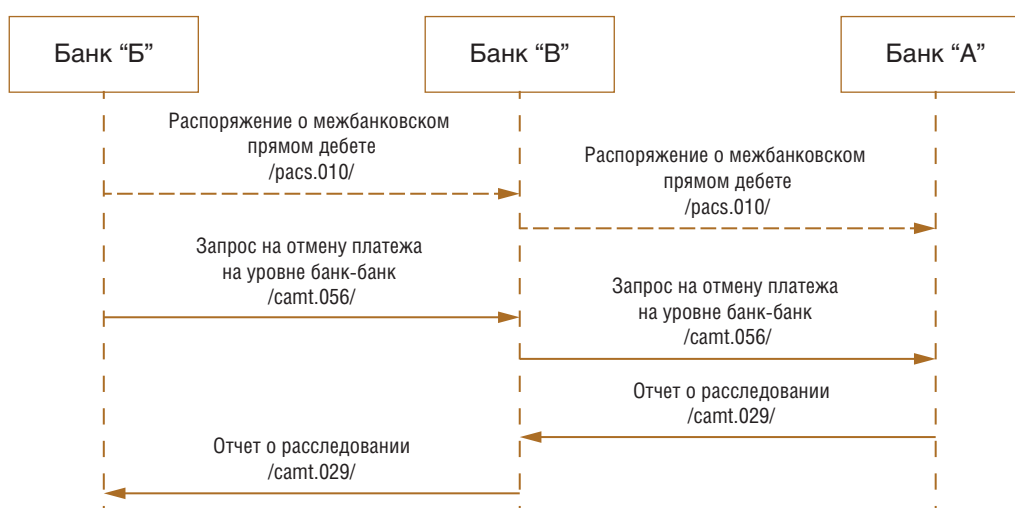 Банк “Б”
Банк “В”
Банк “А”
Распоряжение о межбанковском
прямом дебете
/pacs.010/
Распоряжение о межбанковском
прямом дебете
/pacs.010/
Запрос на отмену платежа
на уровне банк-банк
/camt.056/
Запрос на отмену платежа
на уровне банк-банк
/camt.056/
Отчет о расследовании
/camt.029/
Отчет о расследовании
/camt.029/